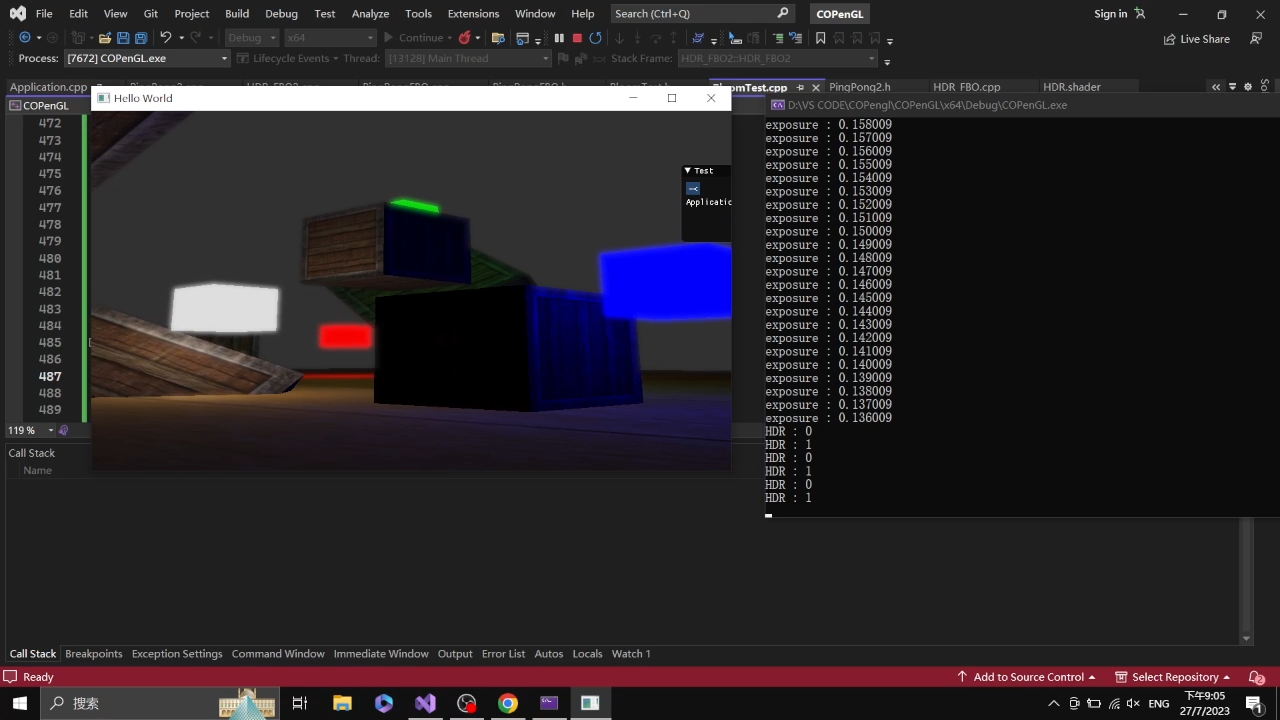 File Edit View Git Project Build Debug Test Analyze Tools Extensions Window Help Search (Ctrl+Q) COPenGL Sign in
Debug x64 Continue Live Share
Process: [7672] COPenGL.exe Lifecycle Events Thread: [13128] Main Thread Stack Frame: HDR_FBO2::HDR_FBO2
Application.cpp BloomTest.cpp PingPong2.h HDR_FBO.cpp HDR.shader
COPenGL
Hello World
D:\VS CODE\COPengl\COPenGL\x64\Debug\COPenGL.exe
472
473
474
475
476
477
478
479
480
481
482
483
484
485
486
487
488
489
Test
Applicatio
exposure : 0.158009
exposure : 0.157009
exposure : 0.156009
exposure : 0.155009
exposure : 0.154009
exposure : 0.153009
exposure : 0.152009
exposure : 0.151009
exposure : 0.150009
exposure : 0.149009
exposure : 0.148009
exposure : 0.147009
exposure : 0.146009
exposure : 0.145009
exposure : 0.144009
exposure : 0.143009
exposure : 0.142009
exposure : 0.141009
exposure : 0.140009
exposure : 0.139009
exposure : 0.138009
exposure : 0.137009
exposure : 0.136009
HDR : 0
HDR : 1
HDR : 0
HDR : 1
HDR : 0
HDR : 1
119 %
Call Stack
Name
Call Stack Breakpoints Exception Settings Command Window Immediate Window Output Error List Autos Locals Watch 1
Ready Add to Source Control Select Repository 2
搜索 ENG 下午9:05
27/7/2023 1